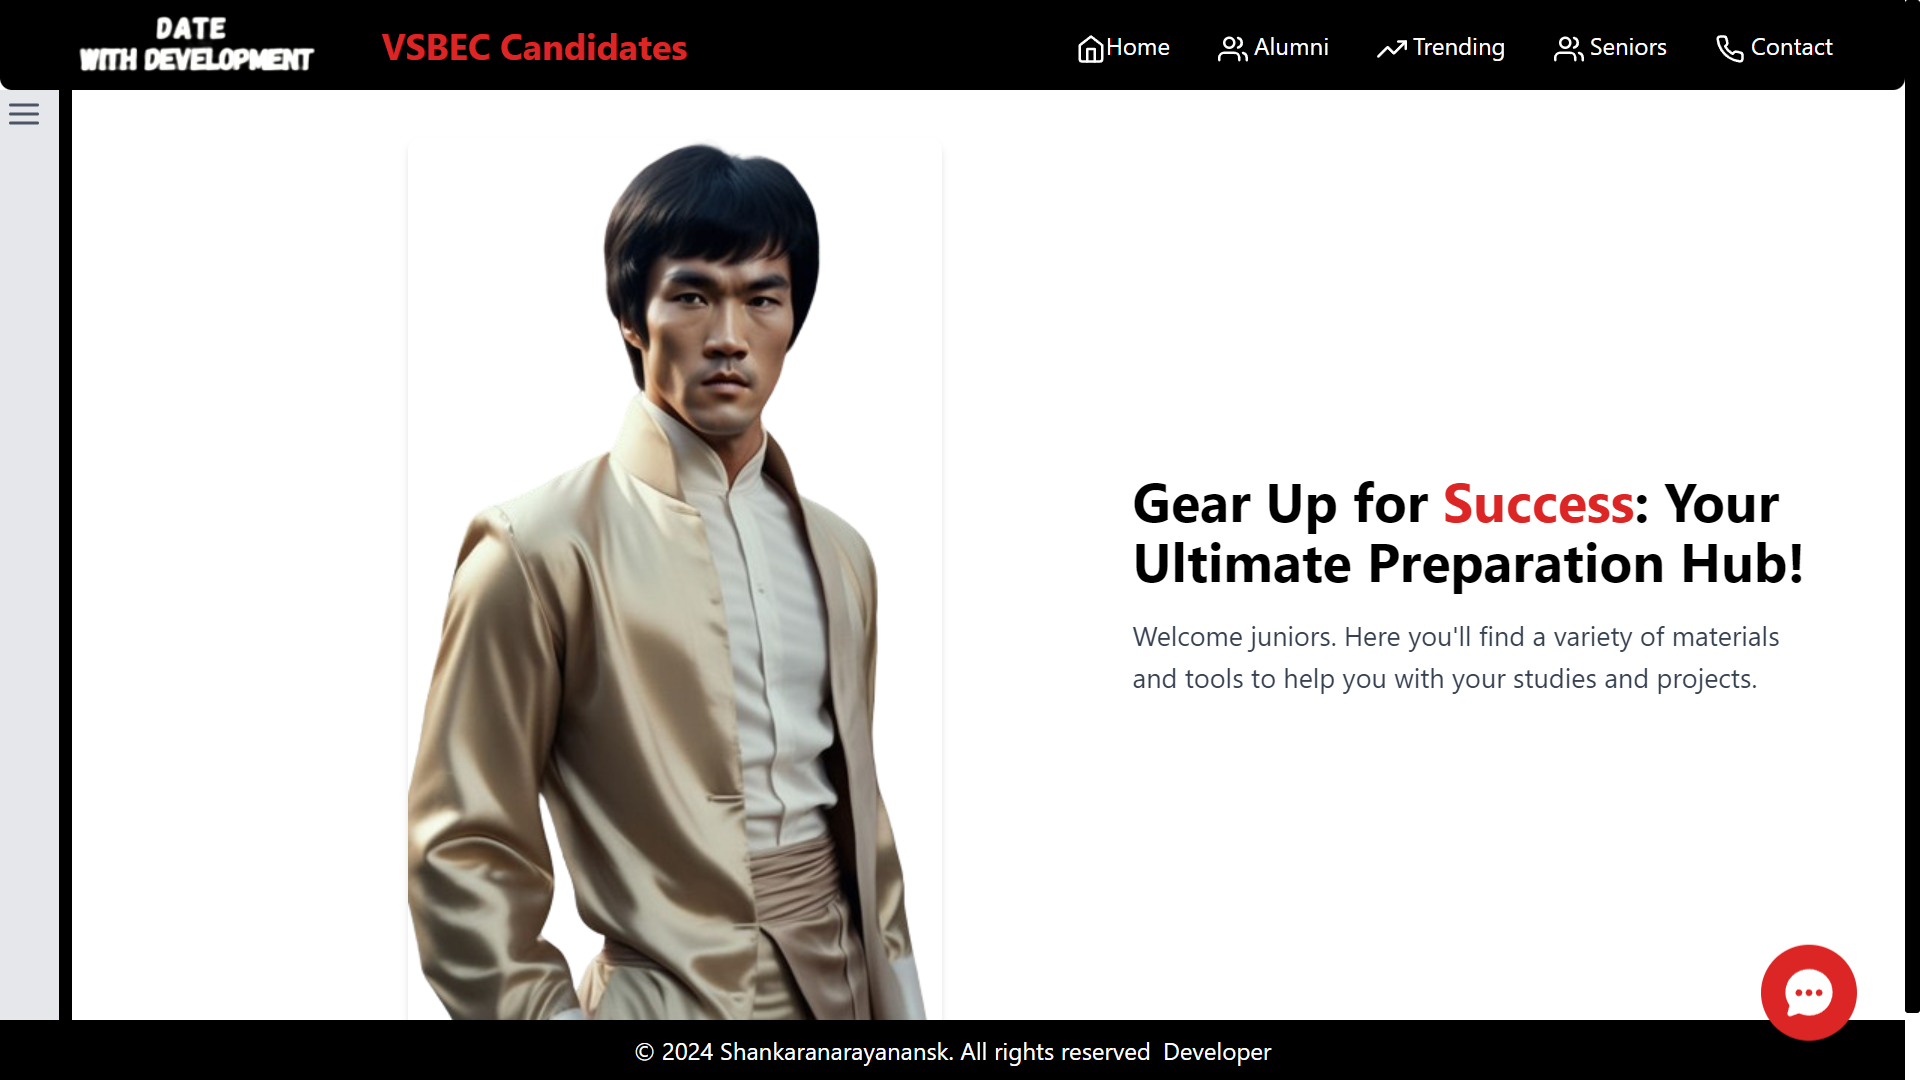 DATE
WITH DEVELOPMENT
VSBEC Candidates
Home
Alumni
Trending
Seniors
Contact
Gear Up for Success: Your
Ultimate Preparation Hub!
Welcome juniors. Here you'll find a variety of materials
and tools to help you with your studies and projects.
© 2024 Shankaranarayanansk. All rights reserved Developer